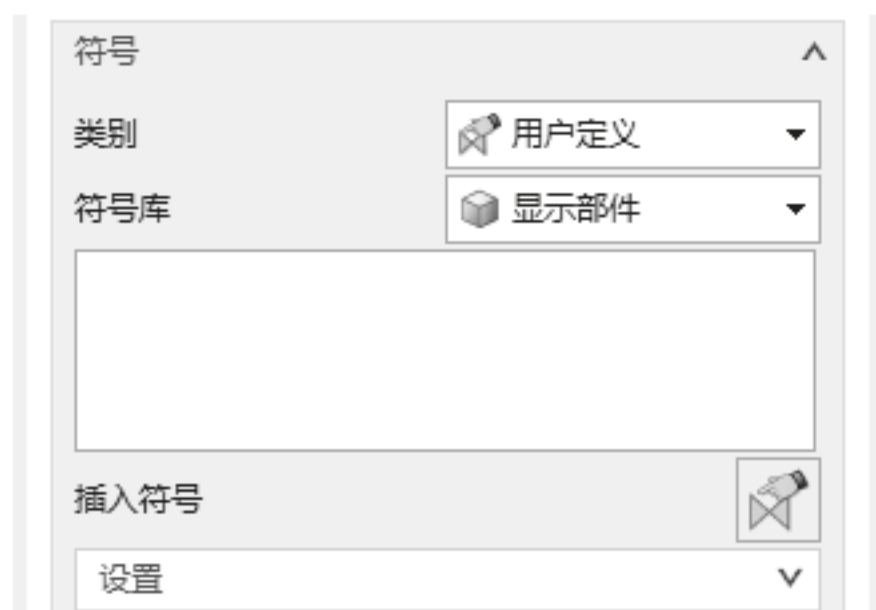 符号
类别 用户定义
符号库 显示部件
插入符号
设置